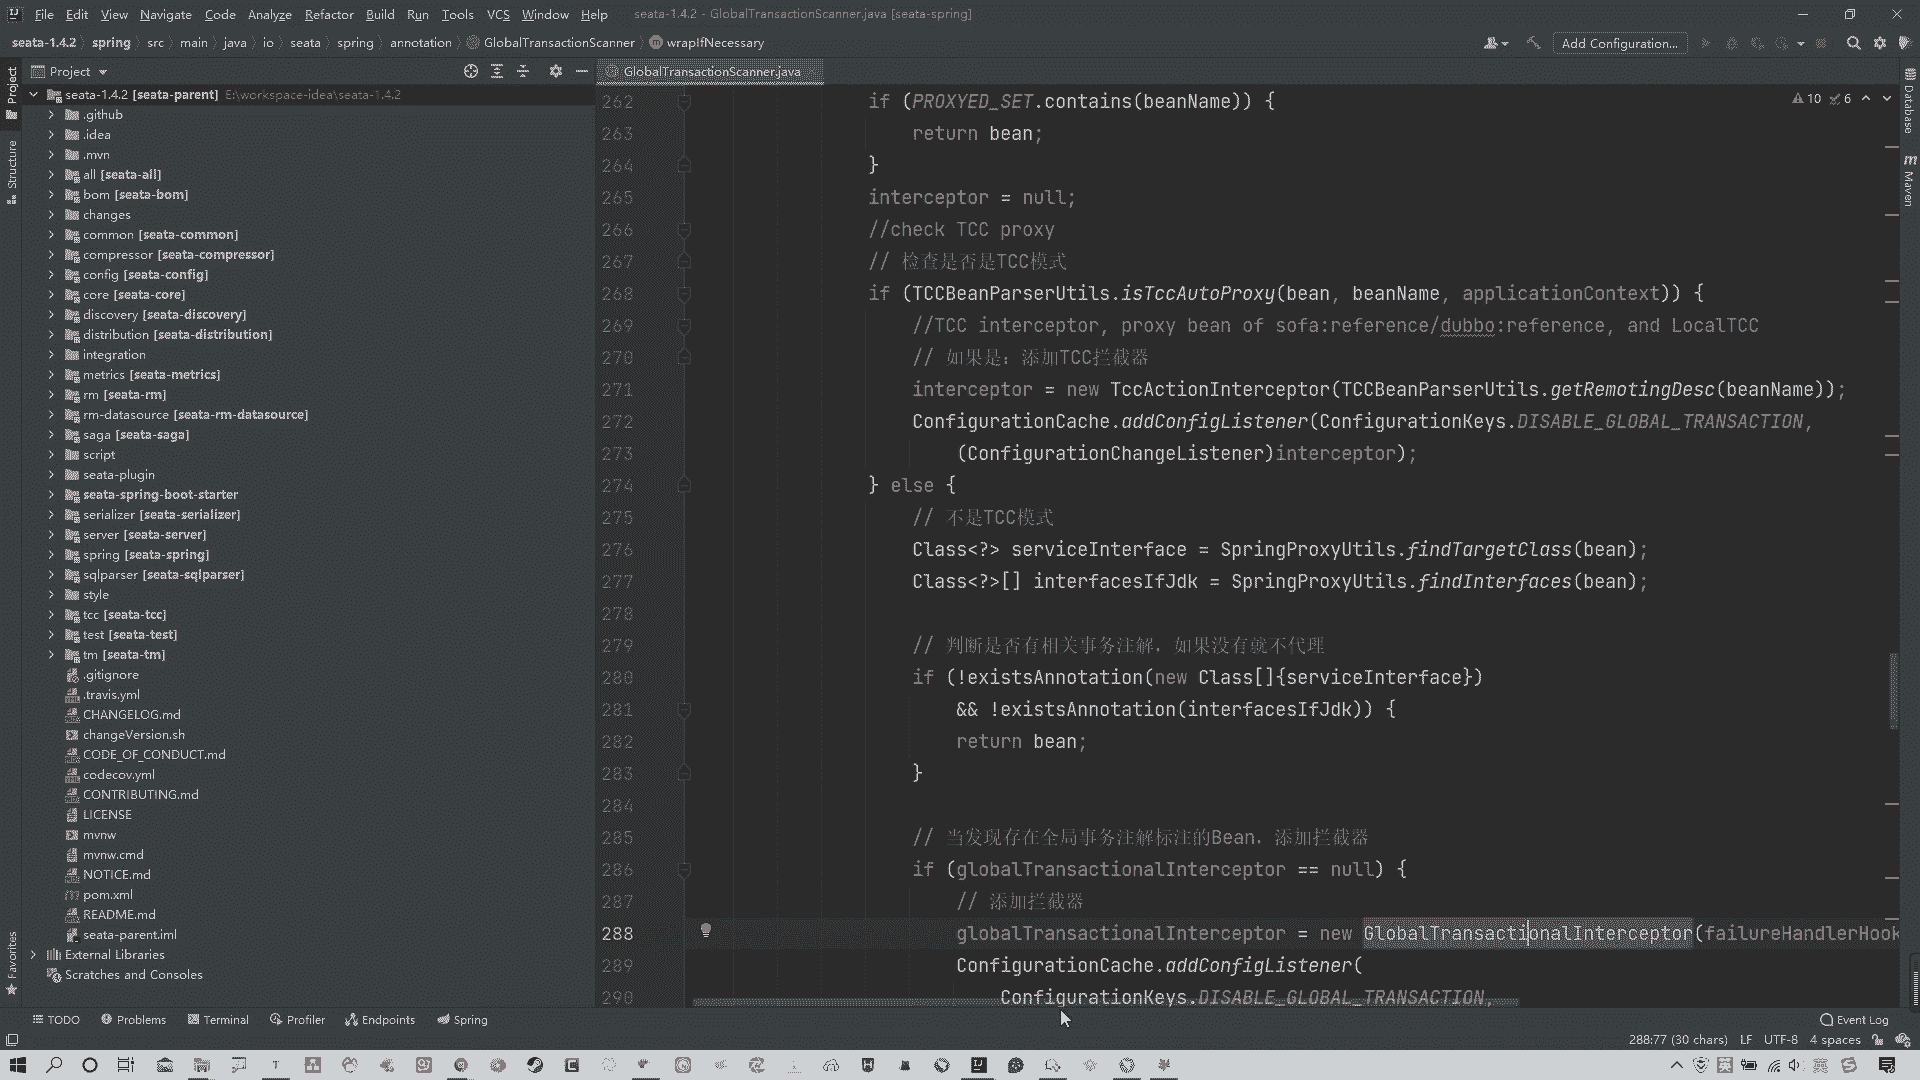 File Edit View Navigate Code Analyze Refactor Build Run Tools VCS Window Help seata-1.4.2 - GlobalTransactionScanner.java [seata-spring]
seata-1.4.2 spring src main java io seata spring annotation GlobalTransactionScanner wrapIfNecessary Add Configuration...
Project
GlobalTransactionScanner.java
seata-1.4.2 [seata-parent] E:\workspace-idea\seata-1.4.2
.github
.idea
.mvn
all [seata-all]
bom [seata-bom]
changes
common [seata-common]
compressor [seata-compressor]
config [seata-config]
core [seata-core]
discovery [seata-discovery]
distribution [seata-distribution]
integration
metrics [seata-metrics]
rm [seata-rm]
rm-datasource [seata-rm-datasource]
saga [seata-saga]
script
seata-plugin
seata-spring-boot-starter
serializer [seata-serializer]
server [seata-server]
spring [seata-spring]
sqlparser [seata-sqlparser]
style
tcc [seata-tcc]
test [seata-test]
tm [seata-tm]
.gitignore
.travis.yml
CHANGELOG.md
changeVersion.sh
CODE_OF_CONDUCT.md
codecov.yml
CONTRIBUTING.md
LICENSE
mvnw
mvnw.cmd
NOTICE.md
pom.xml
README.md
seata-parent.iml
External Libraries
Scratches and Consoles
Project
Structure
Favorites
262 if (PROXYED_SET.contains(beanName)) {
263 return bean;
264 }
265 interceptor = null;
266 //check TCC proxy
267 // 检查是否是TCC模式
268 if (TCCBeanParserUtils.isTccAutoProxy(bean, beanName, applicationContext)) {
269 //TCC interceptor, proxy bean of sofa:reference/dubbo:reference, and LocalTCC
270 // 如果是：添加TCC拦截器
271 interceptor = new TccActionInterceptor(TCCBeanParserUtils.getRemotingDesc(beanName));
272 ConfigurationCache.addConfigListener(ConfigurationKeys.DISABLE_GLOBAL_TRANSACTION,
273 (ConfigurationChangeListener)interceptor);
274 } else {
275 // 不是TCC模式
276 Class<?> serviceInterface = SpringProxyUtils.findTargetClass(bean);
277 Class<?>[] interfacesIfJdk = SpringProxyUtils.findInterfaces(bean);
278
279 // 判断是否有相关事务注解，如果没有就不代理
280 if (!existsAnnotation(new Class[]{serviceInterface})
281 && !existsAnnotation(interfacesIfJdk)) {
282 return bean;
283 }
284
285 // 当发现存在全局事务注解标注的Bean，添加拦截器
286 if (globalTransactionalInterceptor == null) {
287 // 添加拦截器
288 globalTransactionalInterceptor = new GlobalTransactionalInterceptor(failureHandlerHook
289 ConfigurationCache.addConfigListener(
290 ConfigurationKeys.DISABLE_GLOBAL_TRANSACTION,
10 6
Database
Maven
TODO Problems Terminal Profiler Endpoints Spring Event Log
288:77 (30 chars) LF UTF-8 4 spaces